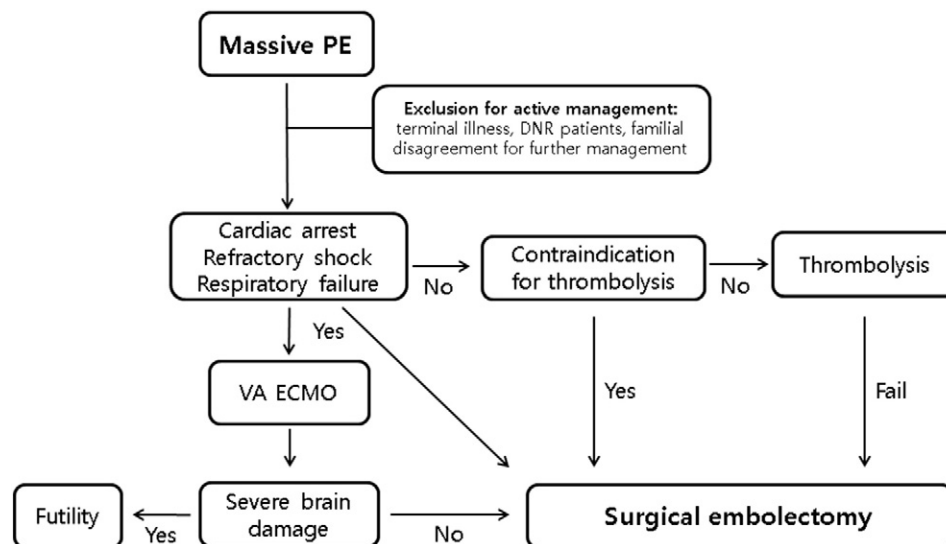 Massive PE
Exclusion for active management:
terminal illness, DNR patients, familial
disagreement for further management
Cardiac arrest
Refractory shock
Respiratory failure
No
Contraindication
for thrombolysis
No
Thrombolysis
Yes
VA ECMO
Yes
Fail
Futility
Yes
Severe brain
damage
No
Surgical embolectomy